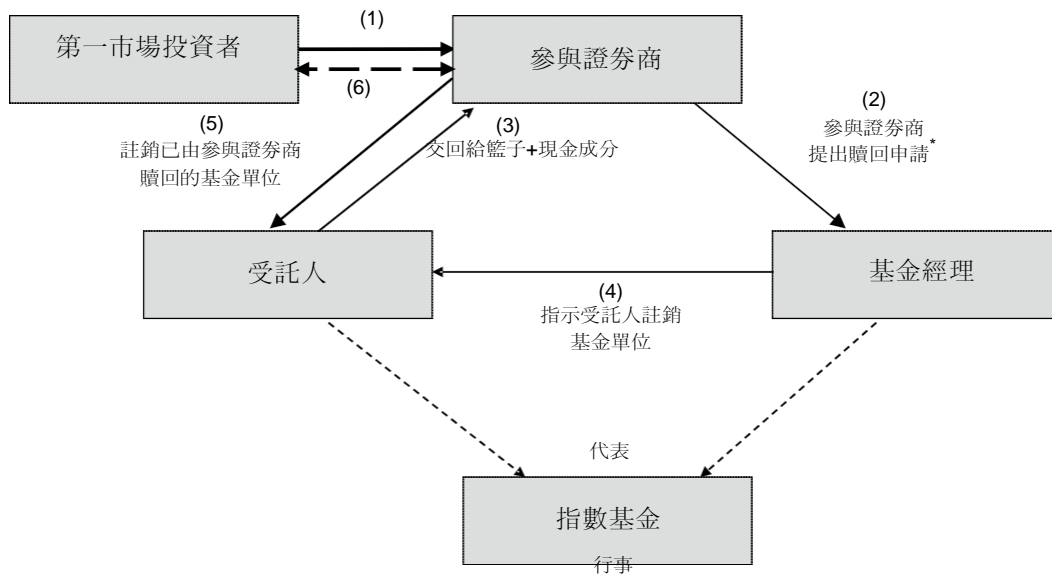 (1)
第一市場投資者
參與證券商
(6)
(5)
註銷已由參與證券商
贖回的基金單位
(3)
交回給籃子+現金成分
(2)
參與證券商
提出贖回申請*
受託人
基金經理
(4)
指示受託人註銷
基金單位
代表
指數基金
行事